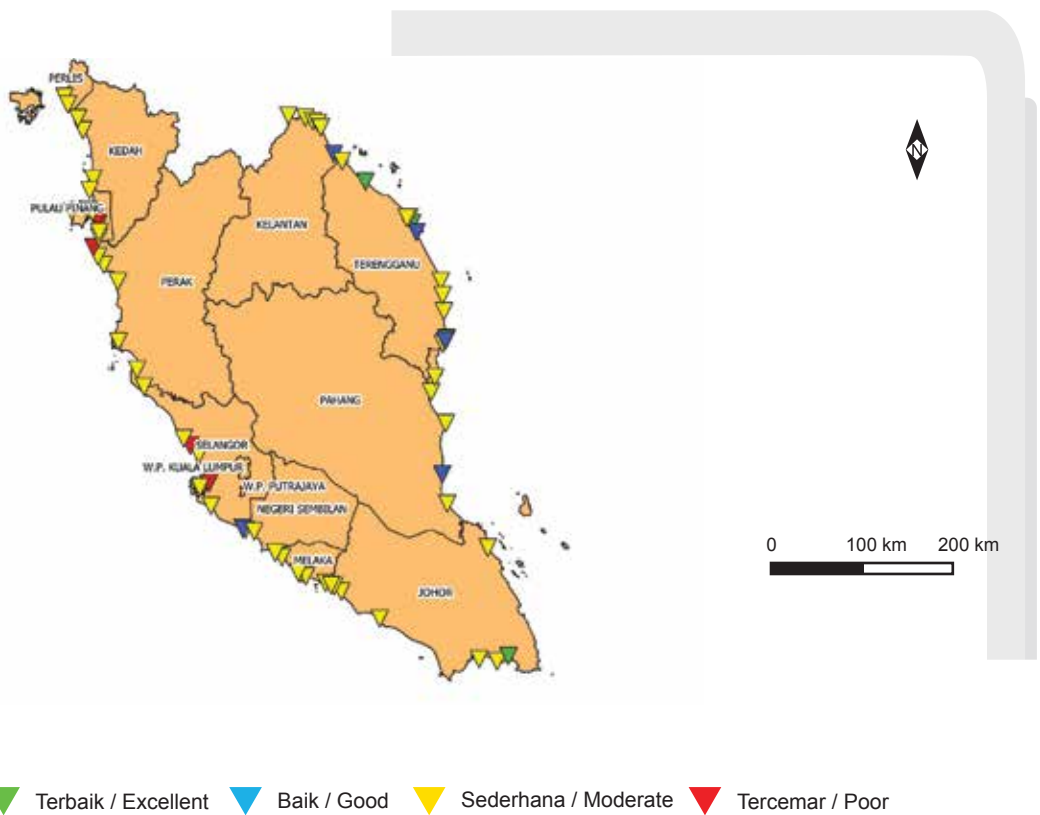 PERLIS
KEDAH
PULAU PINANG
KELANTAN
TERENGGANU
PERAK
PAHANG
SELANGOR
W.P. KUALA LUMPUR
W.P. PUTRAJAYA
NEGERI SEMBILAN
MELAKA
JOHOR
N
0 100 km 200 km
Terbaik / Excellent Baik / Good Sederhana / Moderate Tercemar / Poor